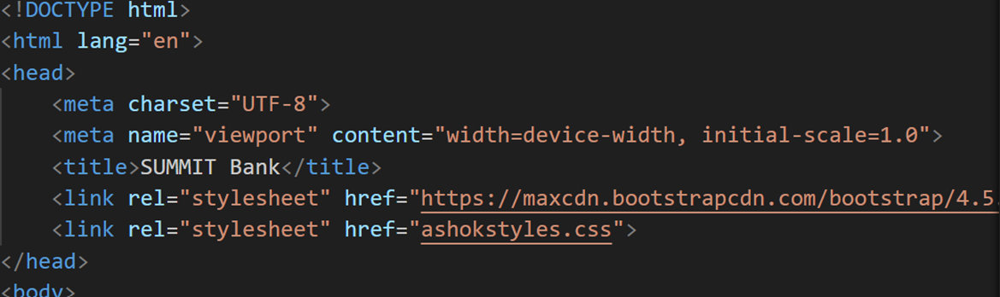 <!DOCTYPE html>
<html lang="en">
<head>
    <meta charset="UTF-8">
    <meta name="viewport" content="width=device-width, initial-scale=1.0">
    <title>SUMMIT Bank</title>
    <link rel="stylesheet" href="https://maxcdn.bootstrapcdn.com/bootstrap/4.5
    <link rel="stylesheet" href="ashokstyles.css">
</head>
<body>